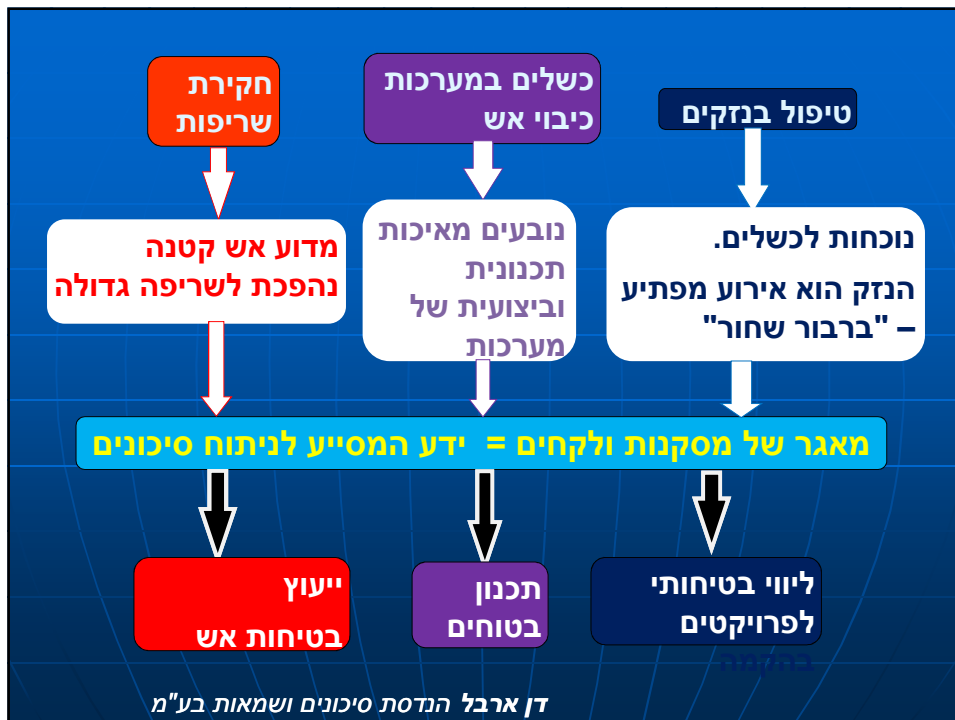 טיפול בנזקים
כשלים במערכות
כיבוי אש
חקירת
שריפות
נוכחות לכשלים.
הנזק הוא אירוע מפתיע
– "ברבור שחור"
נובעים מאיכות
תכנונית
וביצועית של
מערכות
מדוע אש קטנה
נהפכת לשריפה גדולה
מאגר של מסקנות ולקחים = ידע המסייע לניתוח סיכונים
ליווי בטיחותי
לפרויקטים
בהקמה
תכנון
בטוחים
ייעוץ
בטיחות אש
דן ארבל הנדסת סיכונים ושמאות בע"מ